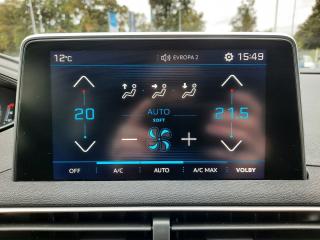 12°C EVROPA 2 15:49
20 AUTO 21.5
SOFT
OFF A/C AUTO A/C MAX VOLBY